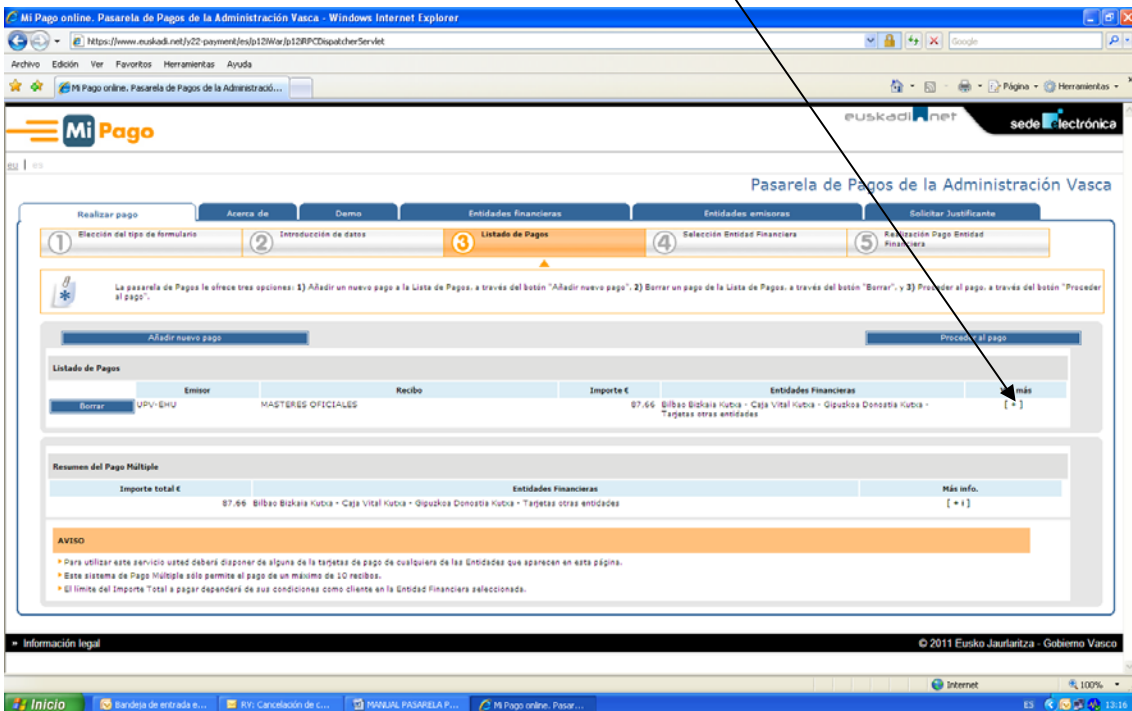 Mi Pago online. Pasarela de Pagos de la Administración Vasca - Windows Internet Explorer
https://www.euskadi.net/y22-payment/es/p12iWar/p12iRPCDispatcherServlet
Google
Archivo Edición Ver Favoritos Herramientas Ayuda
Mi Pago online. Pasarela de Pagos de la Administració...
Página Herramientas
Mi Pago
euskadi.net
sede electrónica
eu | es
Pasarela de Pagos de la Administración Vasca
Realizar pago Acerca de Demo Entidades financieras Entidades emisoras Solicitar Justificante
1 Elección del tipo de formulario 2 Introducción de datos 3 Listado de Pagos 4 Selección Entidad Financiera 5 Realización Pago Entidad
Financiera
La pasarela de Pagos le ofrece tres opciones: 1) Añadir un nuevo pago a la Lista de Pagos, a través del botón "Añadir nuevo pago". 2) Borrar un pago de la Lista de Pagos, a través del botón "Borrar", y 3) Proceder al pago, a través del botón "Proceder
al pago".
Añadir nuevo pago Proceder al pago
Listado de Pagos
Emisor Recibo Importe € Entidades Financieras más
Borrar UPV-EHU MASTERES OFICIALES 87.66 Bilbao Bizkaia Kutxa - Caja Vital Kutxa - Gipuzkoa Donostia Kutxa - [ + ]
Tarjetas otras entidades
Resumen del Pago Múltiple
Importe total € Entidades Financieras Más info.
87.66 Bilbao Bizkaia Kutxa - Caja Vital Kutxa - Gipuzkoa Donostia Kutxa - Tarjetas otras entidades [ + i ]
AVISO
Para utilizar este servicio usted deberá disponer de alguna de la tarjetas de pago de cualquiera de las Entidades que aparecen en esta página.
Este sistema de Pago Múltiple sólo permite el pago de un máximo de 10 recibos.
El límite del Importe Total a pagar dependerá de sus condiciones como cliente en la Entidad Financiera seleccionada.
» Información legal © 2011 Eusko Jaurlaritza - Gobierno Vasco
Internet 100%
Inicio Bandeja de entrada e... RV: Cancelación de c... MANUAL PASARELA P... Mi Pago online. Pasar... ES 13:16